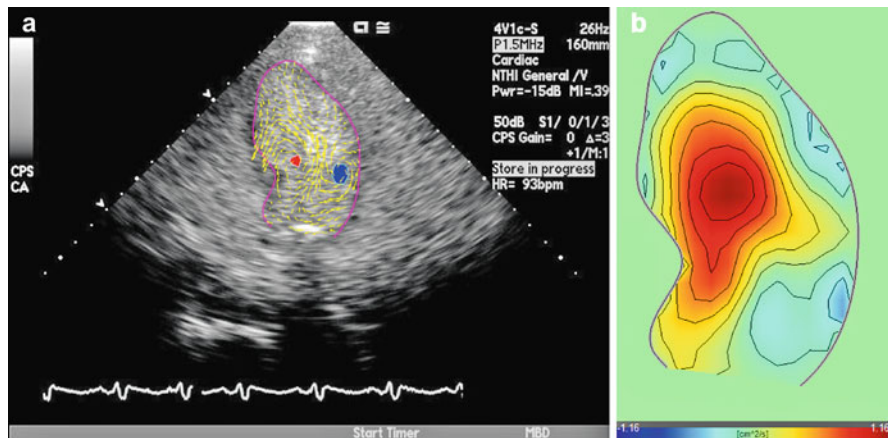 a
4V1c-S 26Hz
P1.5MHz 160mm
Cardiac
NTHI General /V
Pwr=-15dB MI=.39
50dB S1/ 0/1/3
CPS Gain= 0 Δ=3
+1/M:1
Store in progress
HR= 93bpm
CPS
CA
Start Timer MBD
b
-1.16 [cm^2/s] 1.16